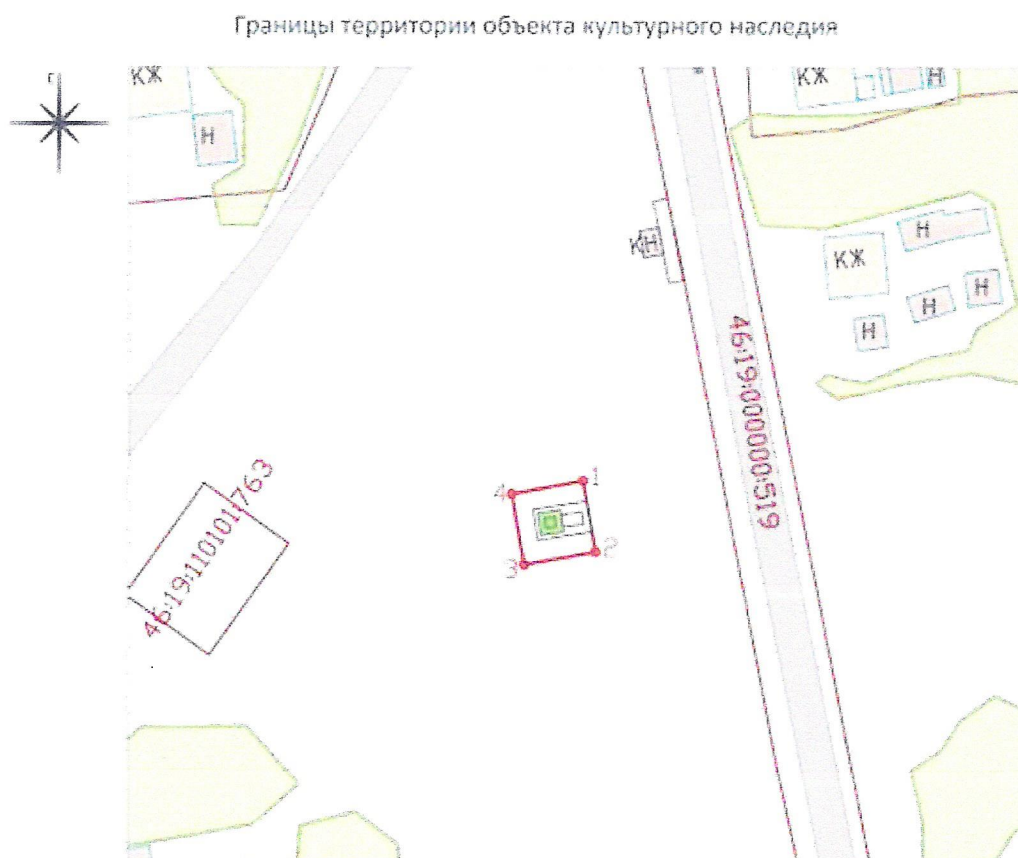 Границы территории объекта культурного наследия
КЖ
КЖ
Н
Н
Н
КН
КЖ
Н
Н
Н
46:19:000000:519
46:19:110101:763
1
4
2
3